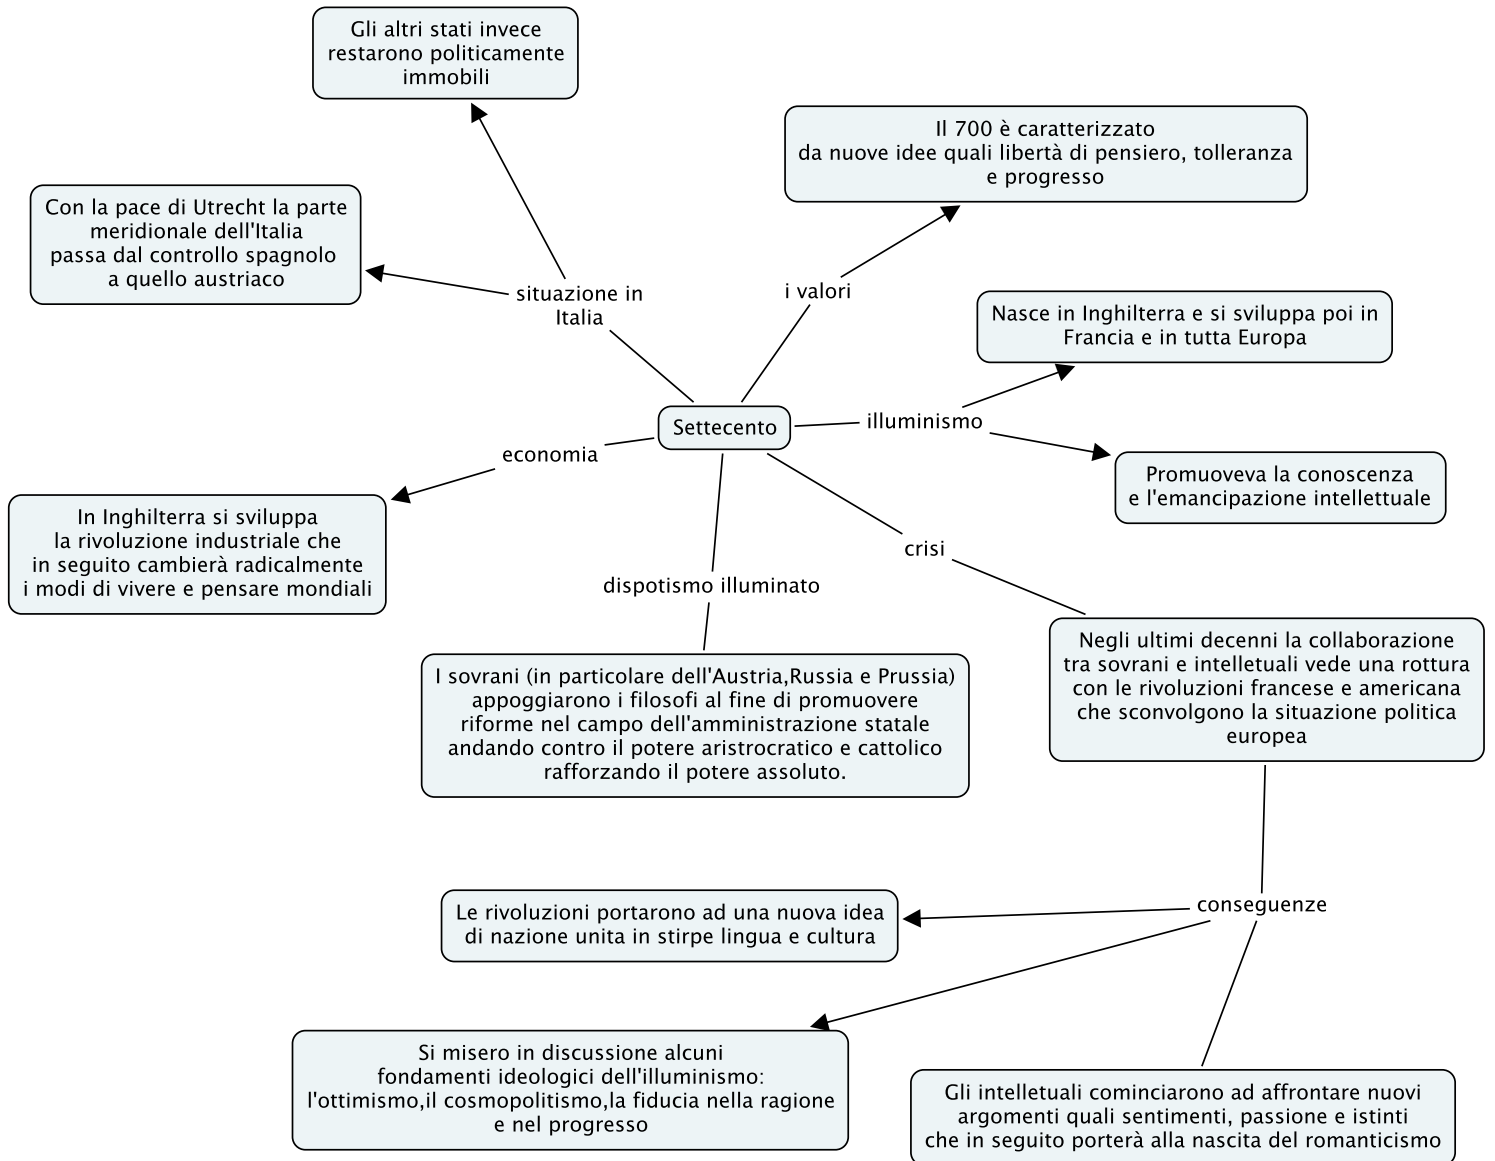 Gli altri stati invece
restarono politicamente
immobili
Il 700 è caratterizzato
da nuove idee quali libertà di pensiero, tolleranza
e progresso
Con la pace di Utrecht la parte
meridionale dell'Italia
passa dal controllo spagnolo
a quello austriaco
situazione in
Italia
i valori
Nasce in Inghilterra e si sviluppa poi in
Francia e in tutta Europa
Settecento
illuminismo
economia
Promuoveva la conoscenza
e l'emancipazione intellettuale
In Inghilterra si sviluppa
la rivoluzione industriale che
in seguito cambierà radicalmente
i modi di vivere e pensare mondiali
crisi
dispotismo illuminato
Negli ultimi decenni la collaborazione
tra sovrani e intelletuali vede una rottura
con le rivoluzioni francese e americana
che sconvolgono la situazione politica
europea
I sovrani (in particolare dell'Austria,Russia e Prussia)
appoggiarono i filosofi al fine di promuovere
riforme nel campo dell'amministrazione statale
andando contro il potere aristrocratico e cattolico
rafforzando il potere assoluto.
conseguenze
Le rivoluzioni portarono ad una nuova idea
di nazione unita in stirpe lingua e cultura
Si misero in discussione alcuni
fondamenti ideologici dell'illuminismo:
l'ottimismo,il cosmopolitismo,la fiducia nella ragione
e nel progresso
Gli intelletuali cominciarono ad affrontare nuovi
argomenti quali sentimenti, passione e istinti
che in seguito porterà alla nascita del romanticismo